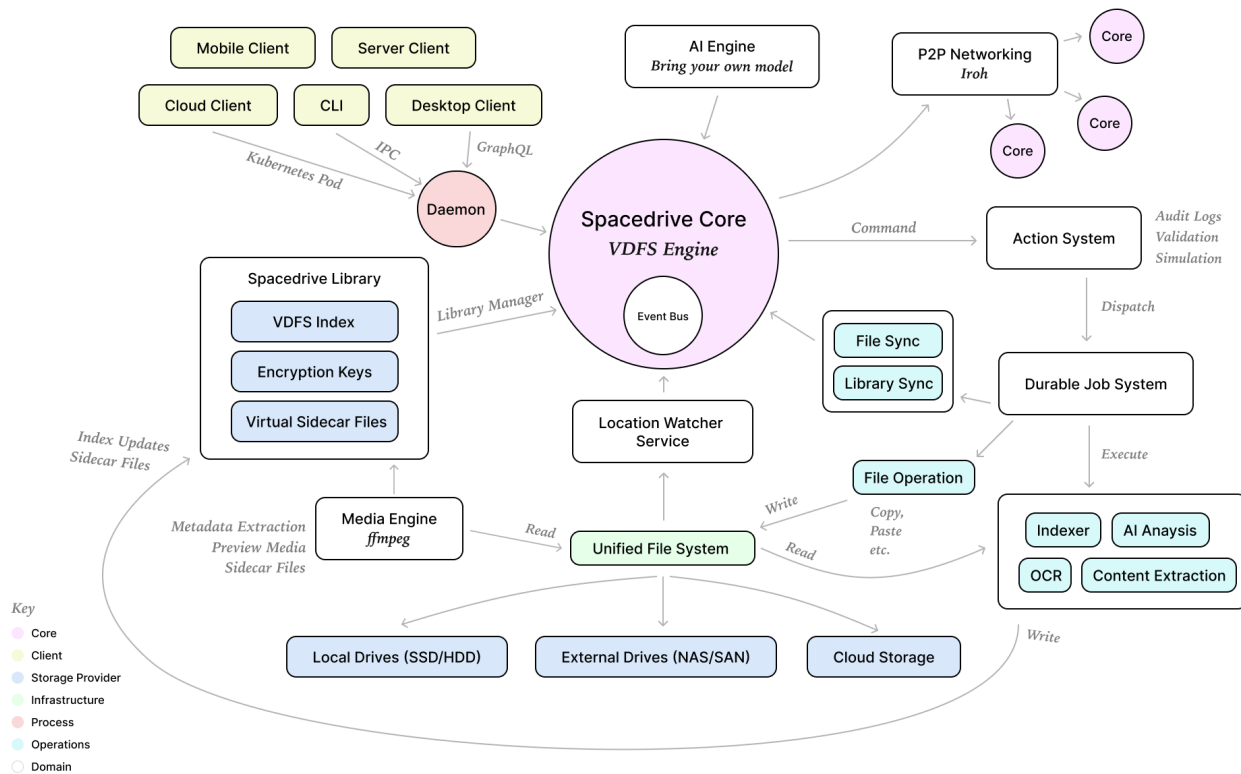 Mobile Client
Server Client
Cloud Client
CLI
Desktop Client
Kubernetes Pod
IPC
GraphQL
Daemon
AI Engine
Bring your own model
P2P Networking
Iroh
Core
Core
Core
Spacedrive Core
VDFS Engine
Event Bus
Command
Action System
Audit Logs
Validation
Simulation
Dispatch
Spacedrive Library
VDFS Index
Encryption Keys
Virtual Sidecar Files
Library Manager
File Sync
Library Sync
Durable Job System
Location Watcher
Service
Index Updates
Sidecar Files
Execute
File Operation
Copy,
Paste
etc.
Write
Media Engine
ffmpeg
Metadata Extraction
Preview Media
Sidecar Files
Read
Unified File System
Read
Indexer
AI Anaysis
OCR
Content Extraction
Write
Local Drives (SSD/HDD)
External Drives (NAS/SAN)
Cloud Storage
Key
Core
Client
Storage Provider
Infrastructure
Process
Operations
Domain